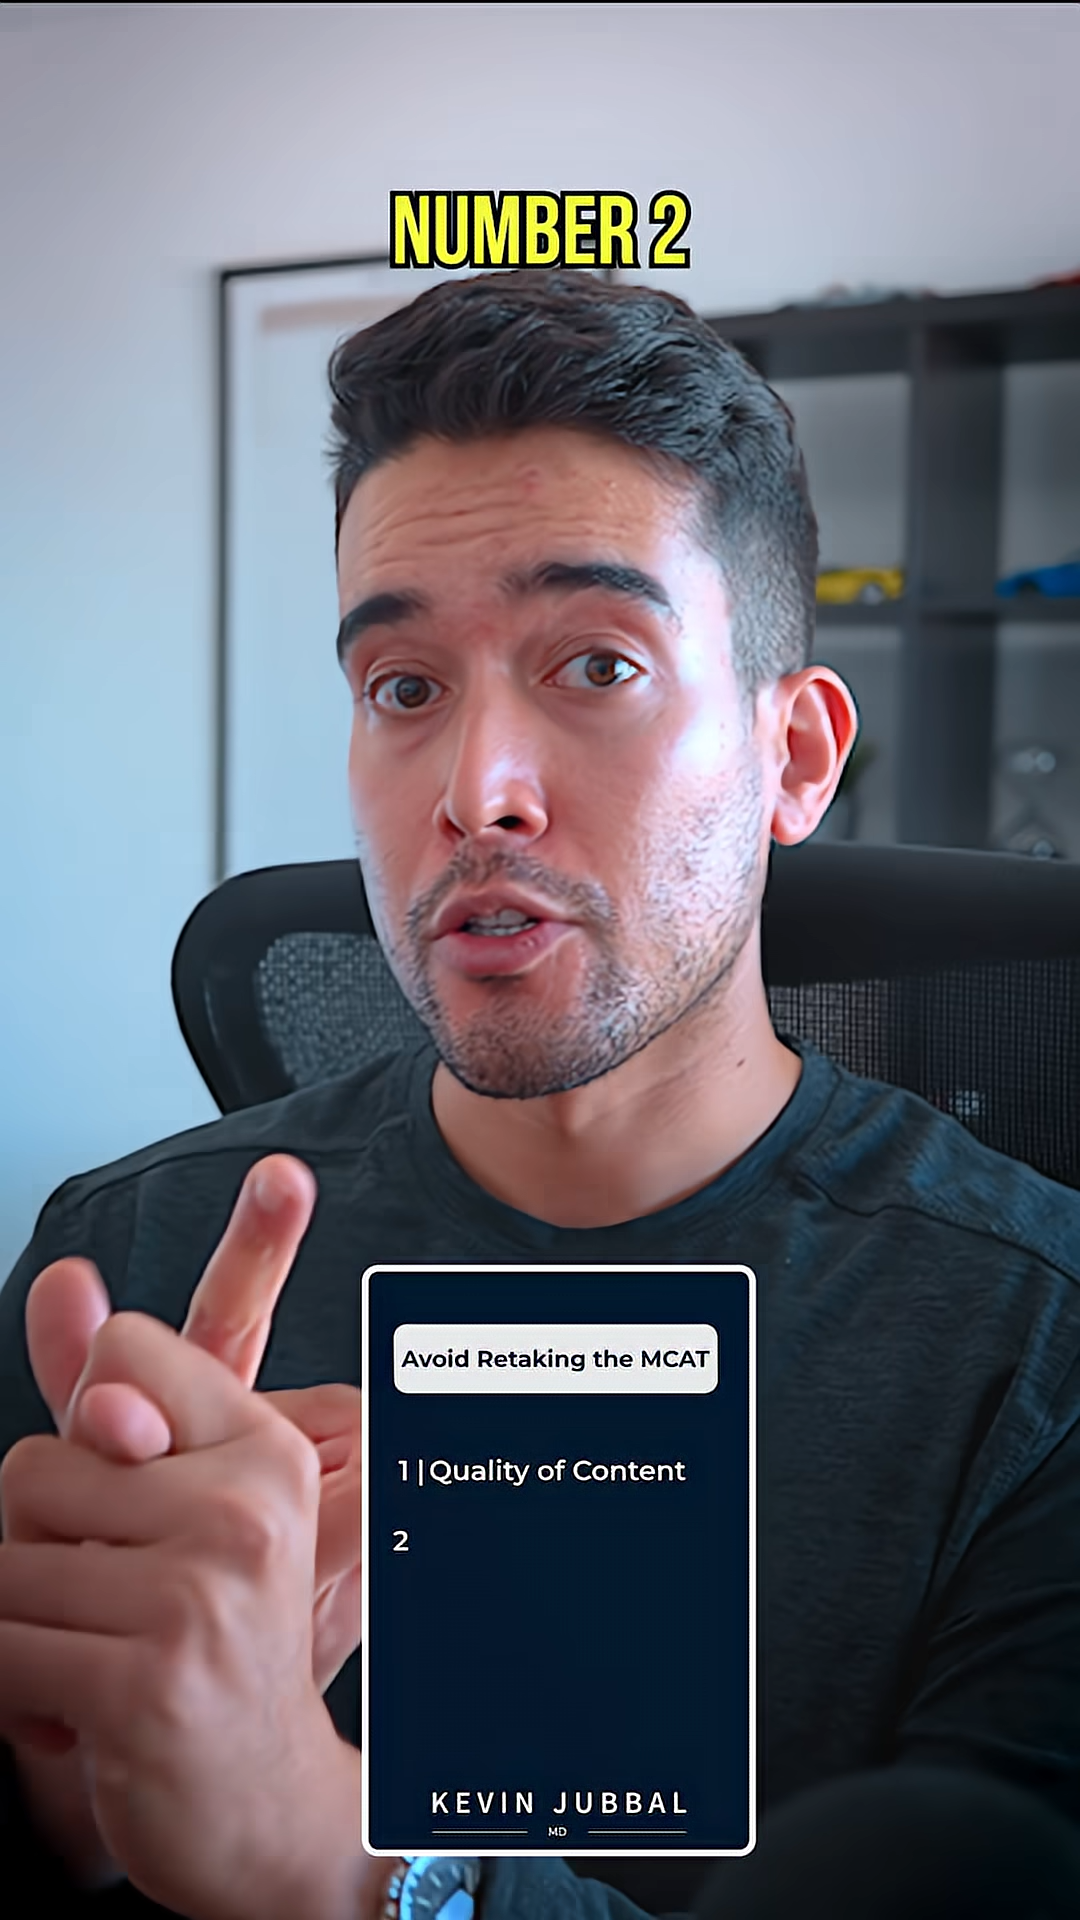 NUMBER 2
Avoid Retaking the MCAT
1 | Quality of Content
2
KEVIN JUBBAL
MD